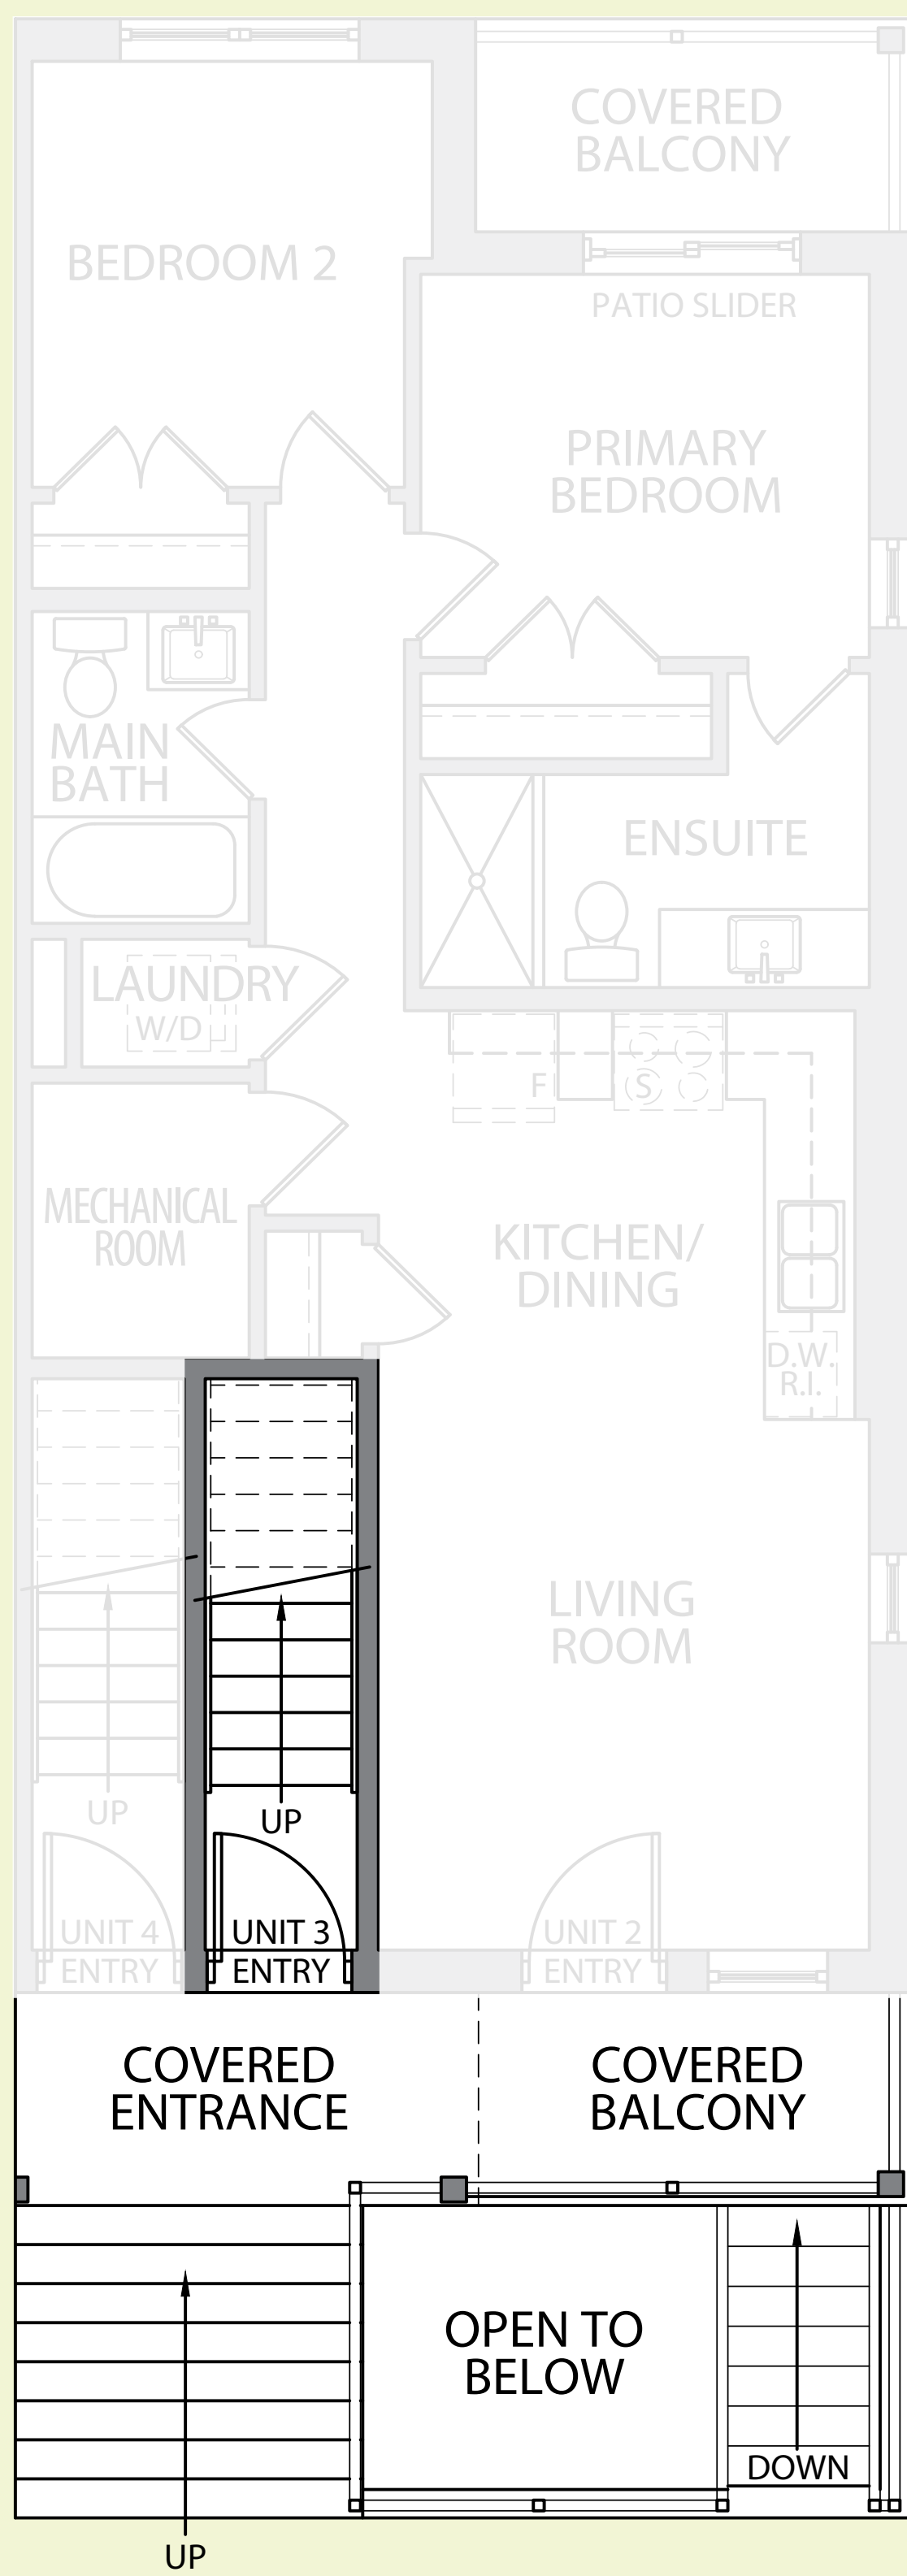 COVERED
BALCONY
BEDROOM 2
PATIO SLIDER
PRIMARY
BEDROOM
MAIN
BATH
ENSUITE
LAUNDRY
W/D
F
S
MECHANICAL
ROOM
KITCHEN/
DINING
D.W.
R.I.
LIVING
ROOM
UP
UP
UNIT 4
ENTRY
UNIT 3
ENTRY
UNIT 2
ENTRY
COVERED
ENTRANCE
COVERED
BALCONY
OPEN TO
BELOW
DOWN
UP